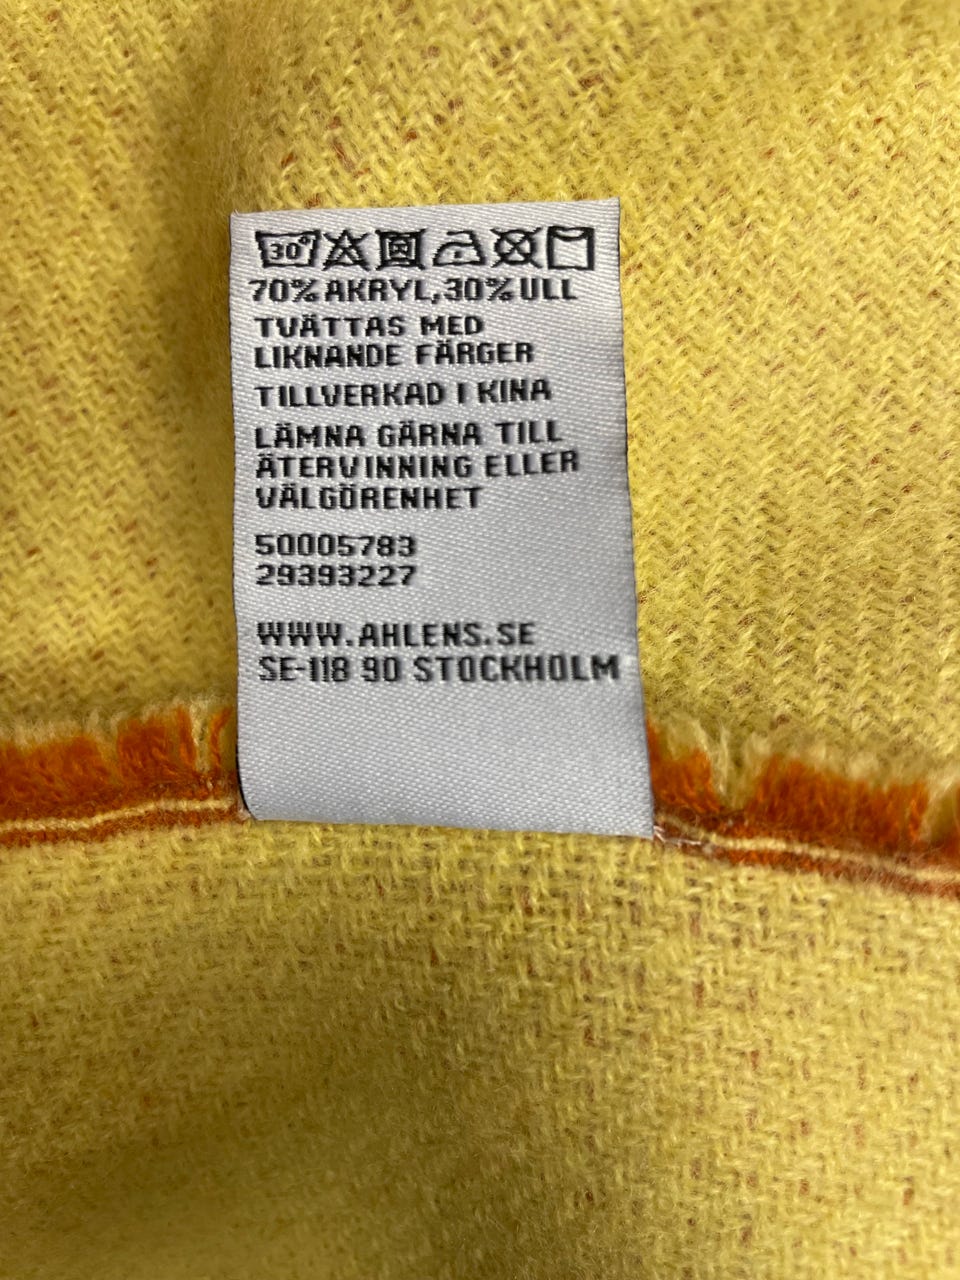 30°
70% AKRYL, 30% ULL
TVÄTTAS MED
LIKNANDE FÄRGER
TILLVERKAD I KINA
LÄMNA GÄRNA TILL
ÅTERVINNING ELLER
VÄLGÖRENHET
50005783
29393227
WWW.AHLENS.SE
SE-118 90 STOCKHOLM